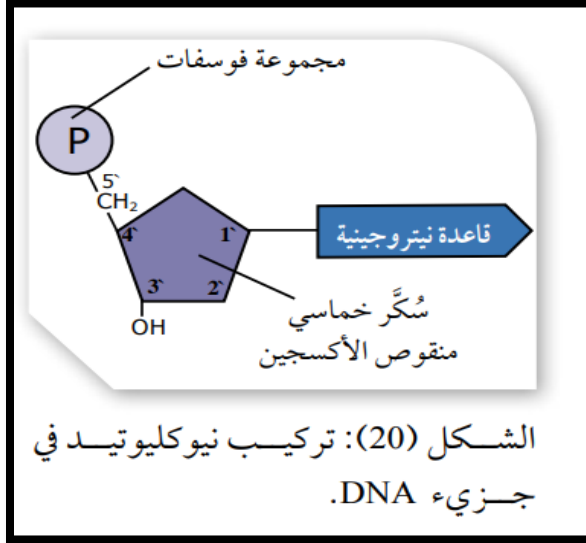 مجموعة فوسفات
P
5`
CH2
4`
1`
قاعدة نيتروجينية
3`
2`
OH
سُكَّر خماسي
منقوص الأكسجين
الشكل (20): تركيب نيوكليوتيد في
جزيء DNA.